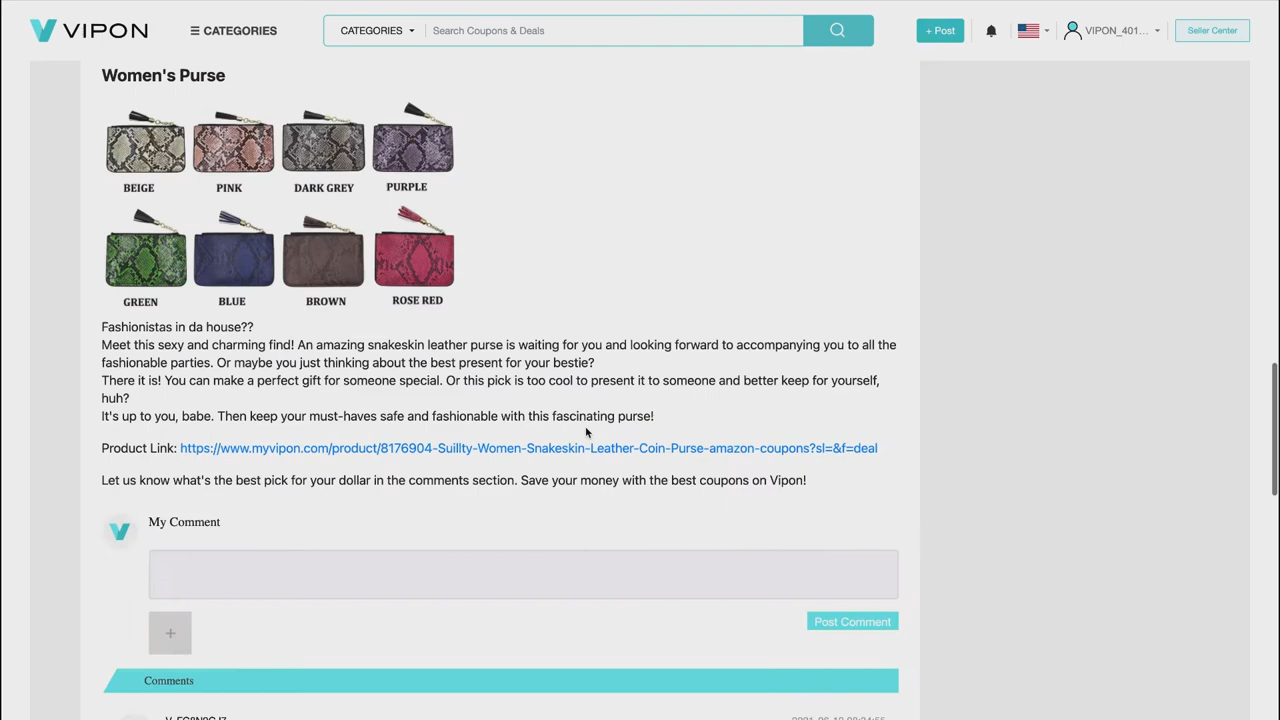 VIPON
☰ CATEGORIES
CATEGORIES
Search Coupons & Deals
+ Post
VIPON_401...
Seller Center
Women's Purse
BEIGE
PINK
DARK GREY
PURPLE
GREEN
BLUE
BROWN
ROSE RED
Fashionistas in da house??
Meet this sexy and charming find! An amazing snakeskin leather purse is waiting for you and looking forward to accompanying you to all the
fashionable parties. Or maybe you just thinking about the best present for your bestie?
There it is! You can make a perfect gift for someone special. Or this pick is too cool to present it to someone and better keep for yourself,
huh?
It's up to you, babe. Then keep your must-haves safe and fashionable with this fascinating purse!
Product Link: https://www.myvipon.com/product/8176904-Suillty-Women-Snakeskin-Leather-Coin-Purse-amazon-coupons?sl=&f=deal
Let us know what's the best pick for your dollar in the comments section. Save your money with the best coupons on Vipon!
My Comment
+
Post Comment
Comments